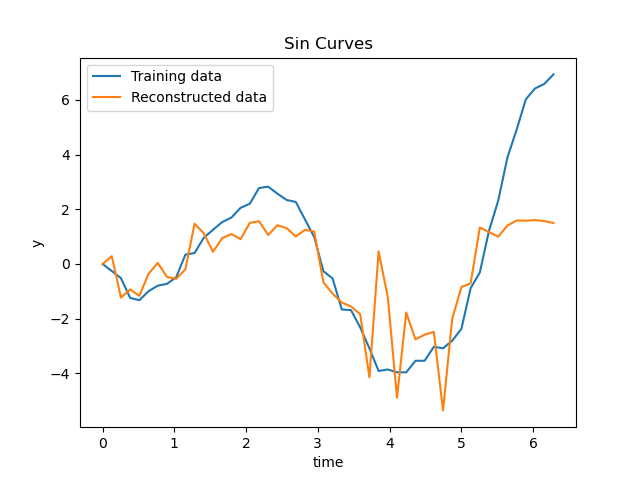 Sin Curves
Training data
Reconstructed data
6
4
2
0
−2
−4
y
0 1 2 3 4 5 6
time